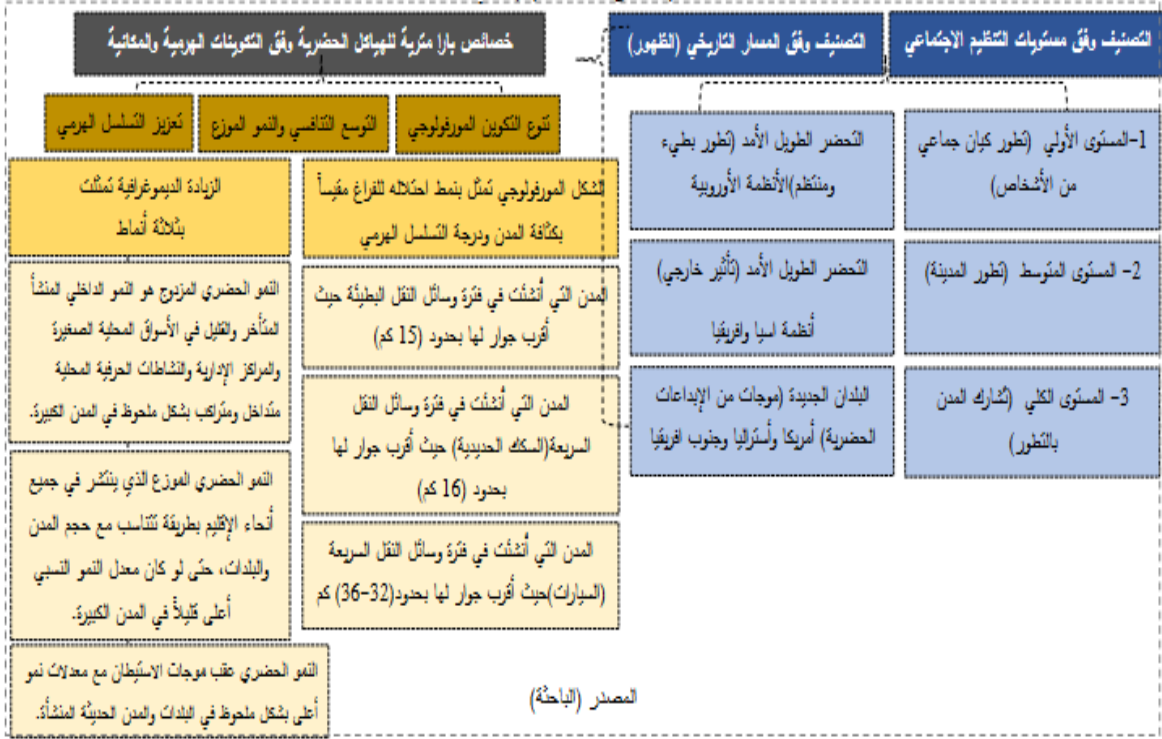 التصنيف وفق مستويات التنظيم الاجتماعي
التصنيف وفق المسار التاريخي (الظهور)
خصائص بارا مترية للهياكل الحضرية وفق التكوينات الهرمية والمكانية
1-المستوى الأولي (تطور كيان جماعي
من الأشخاص)
2- المستوى المتوسط (تطور المدينة)
3- المستوى الكلي (تشارك المدن
بالتطور)
التحضر الطويل الأمد (تطور بطيء
ومنتظم)الأنظمة الأوروبية
التحضر الطويل الأمد (تأثير خارجي)
أنظمة اسيا وافريقيا
البلدان الجديدة (موجات من الإبداعات
الحضرية) أمريكا وأستراليا وجنوب افريقيا
تنوع التكوين المورفولوجي
التوسع التنافسي والنمو الموزع
تعزيز التسلسل الهرمي
الشكل المورفولوجي تمثل بنمط احتلاله للفراغ مقيساً
بكثافة المدن ودرجة التسلسل الهرمي
المدن التي أنشئت في فترة وسائل النقل البطيئة حيث
أقرب جوار لها بحدود (15 كم)
المدن التي أنشئت في فترة وسائل النقل
السريعة(السكك الحديدية) حيث أقرب جوار لها
بحدود (16 كم)
المدن التي أنشئت في فترة وسائل النقل السريعة
(السيارات)حيث أقرب جوار لها بحدود(32-36) كم
الزيادة الديموغرافية تمثلت
بثلاثة أنماط
النمو الحضري المزدوج هو النمو الداخلي المنشأ
المتأخر والقليل في الأسواق المحلية الصغيرة
والمراكز الإدارية والنشاطات الحرفية المحلية
متداخل ومتراكب بشكل ملحوظ في المدن الكبيرة.
النمو الحضري الموزع الذي ينتشر في جميع
أنحاء الإقليم بطريقة تتناسب مع حجم المدن
والبلدات، حتى لو كان معدل النمو النسبي
أعلى قليلاً في المدن الكبيرة.
النمو الحضري عقب موجات الاستيطان مع معدلات نمو
أعلى بشكل ملحوظ في البلدات والمدن الحديثة المنشأة.
المصدر (الباحثة)